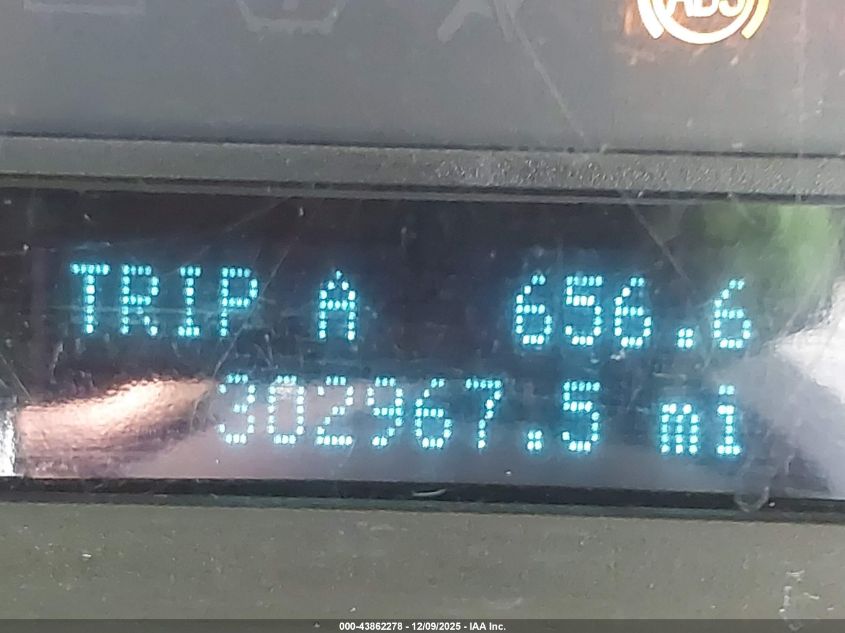 ABS
TRIP A 656.6
302967.5 mi
000-43862278 - 12/09/2025 - IAA Inc.